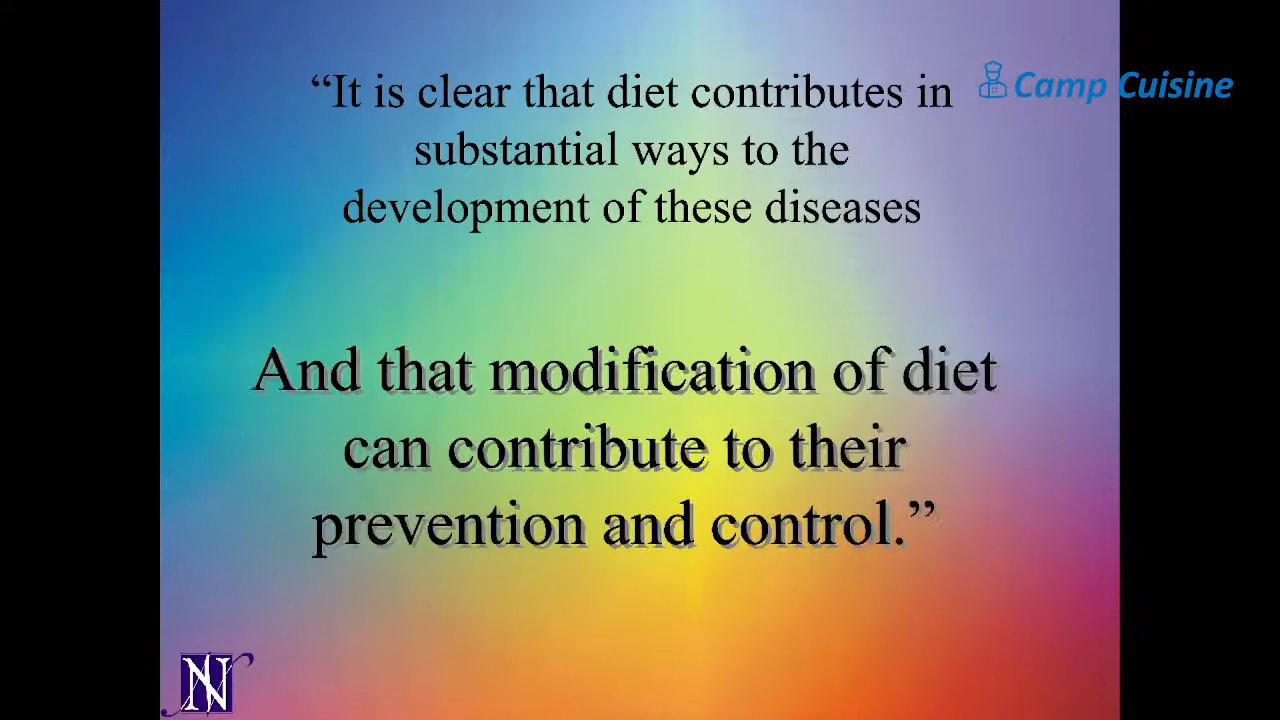 “It is clear that diet contributes in
substantial ways to the
development of these diseases
Camp Cuisine
And that modification of diet
can contribute to their
prevention and control.”
N